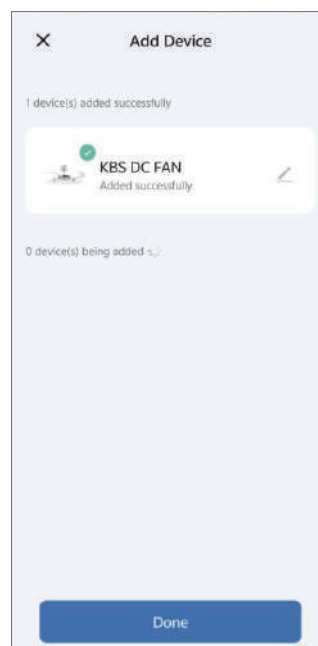 Add Device
1 device(s) added successfully
KBS DC FAN
Added successfully
0 device(s) being added
Done